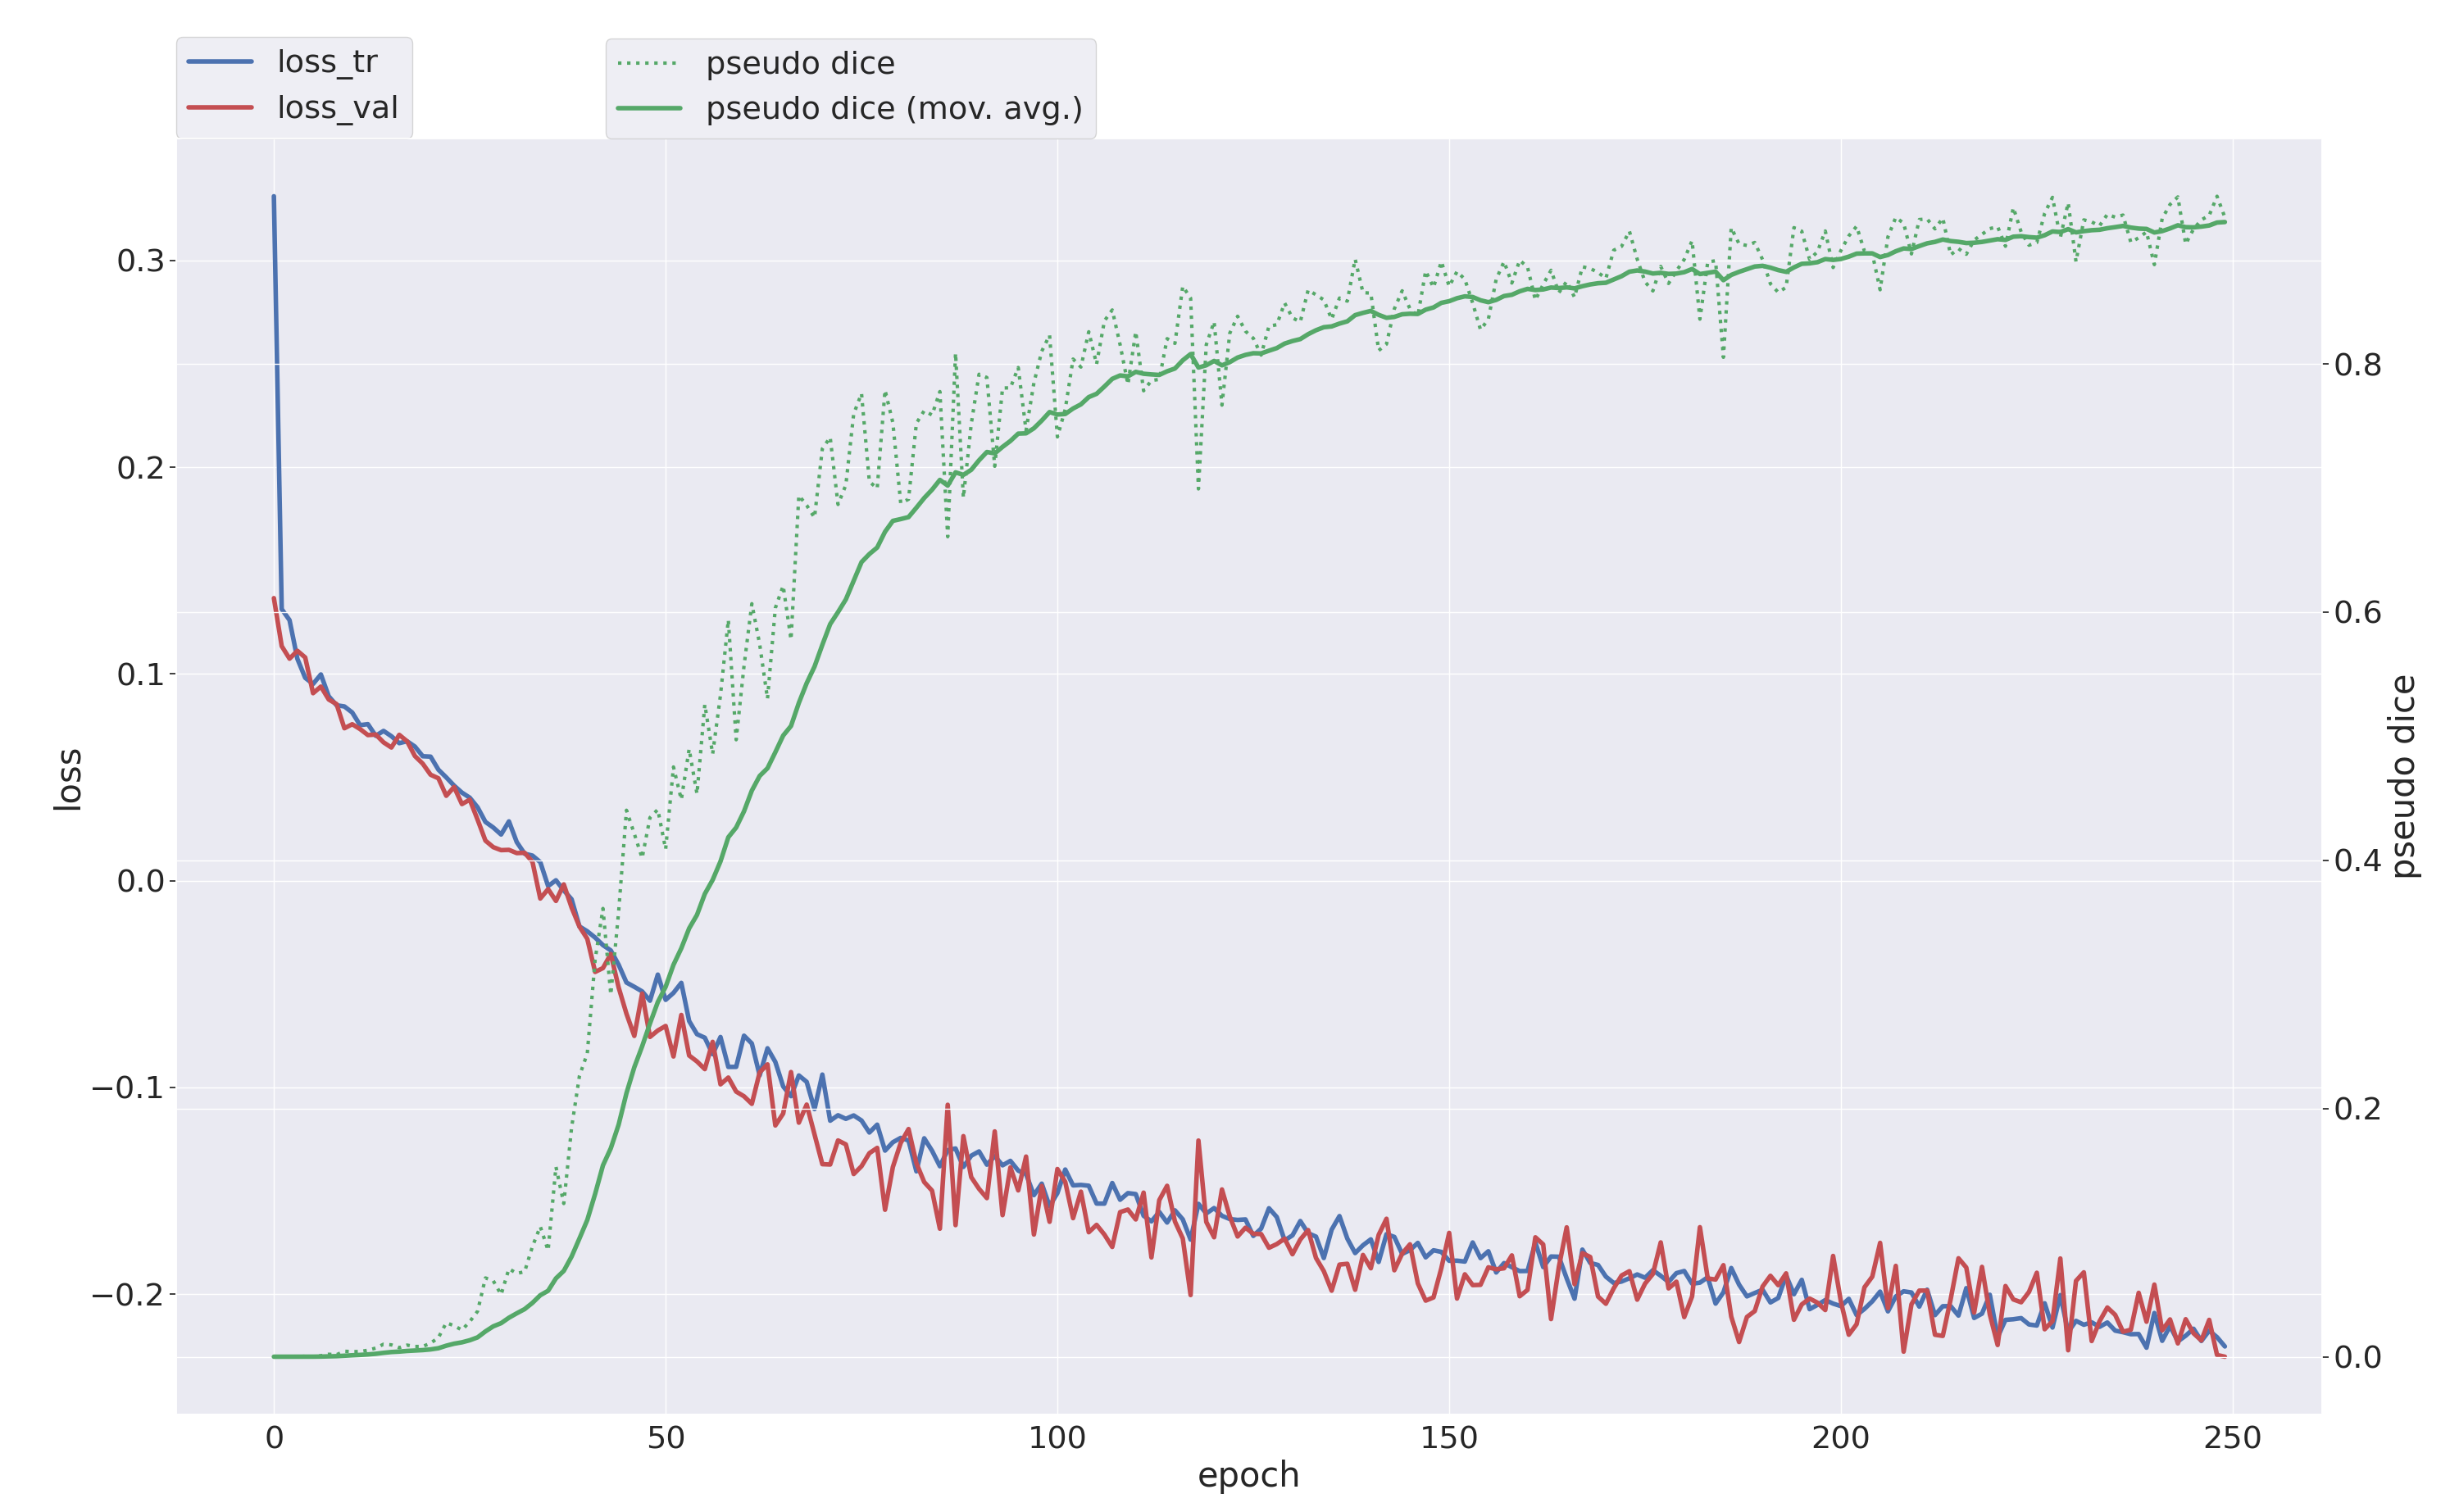 loss_tr
loss_val
pseudo dice
pseudo dice (mov. avg.)
0.3
0.2
0.1
0.0
−0.1
−0.2
loss
0.8
0.6
0.4
0.2
0.0
pseudo dice
0 50 100 150 200 250
epoch